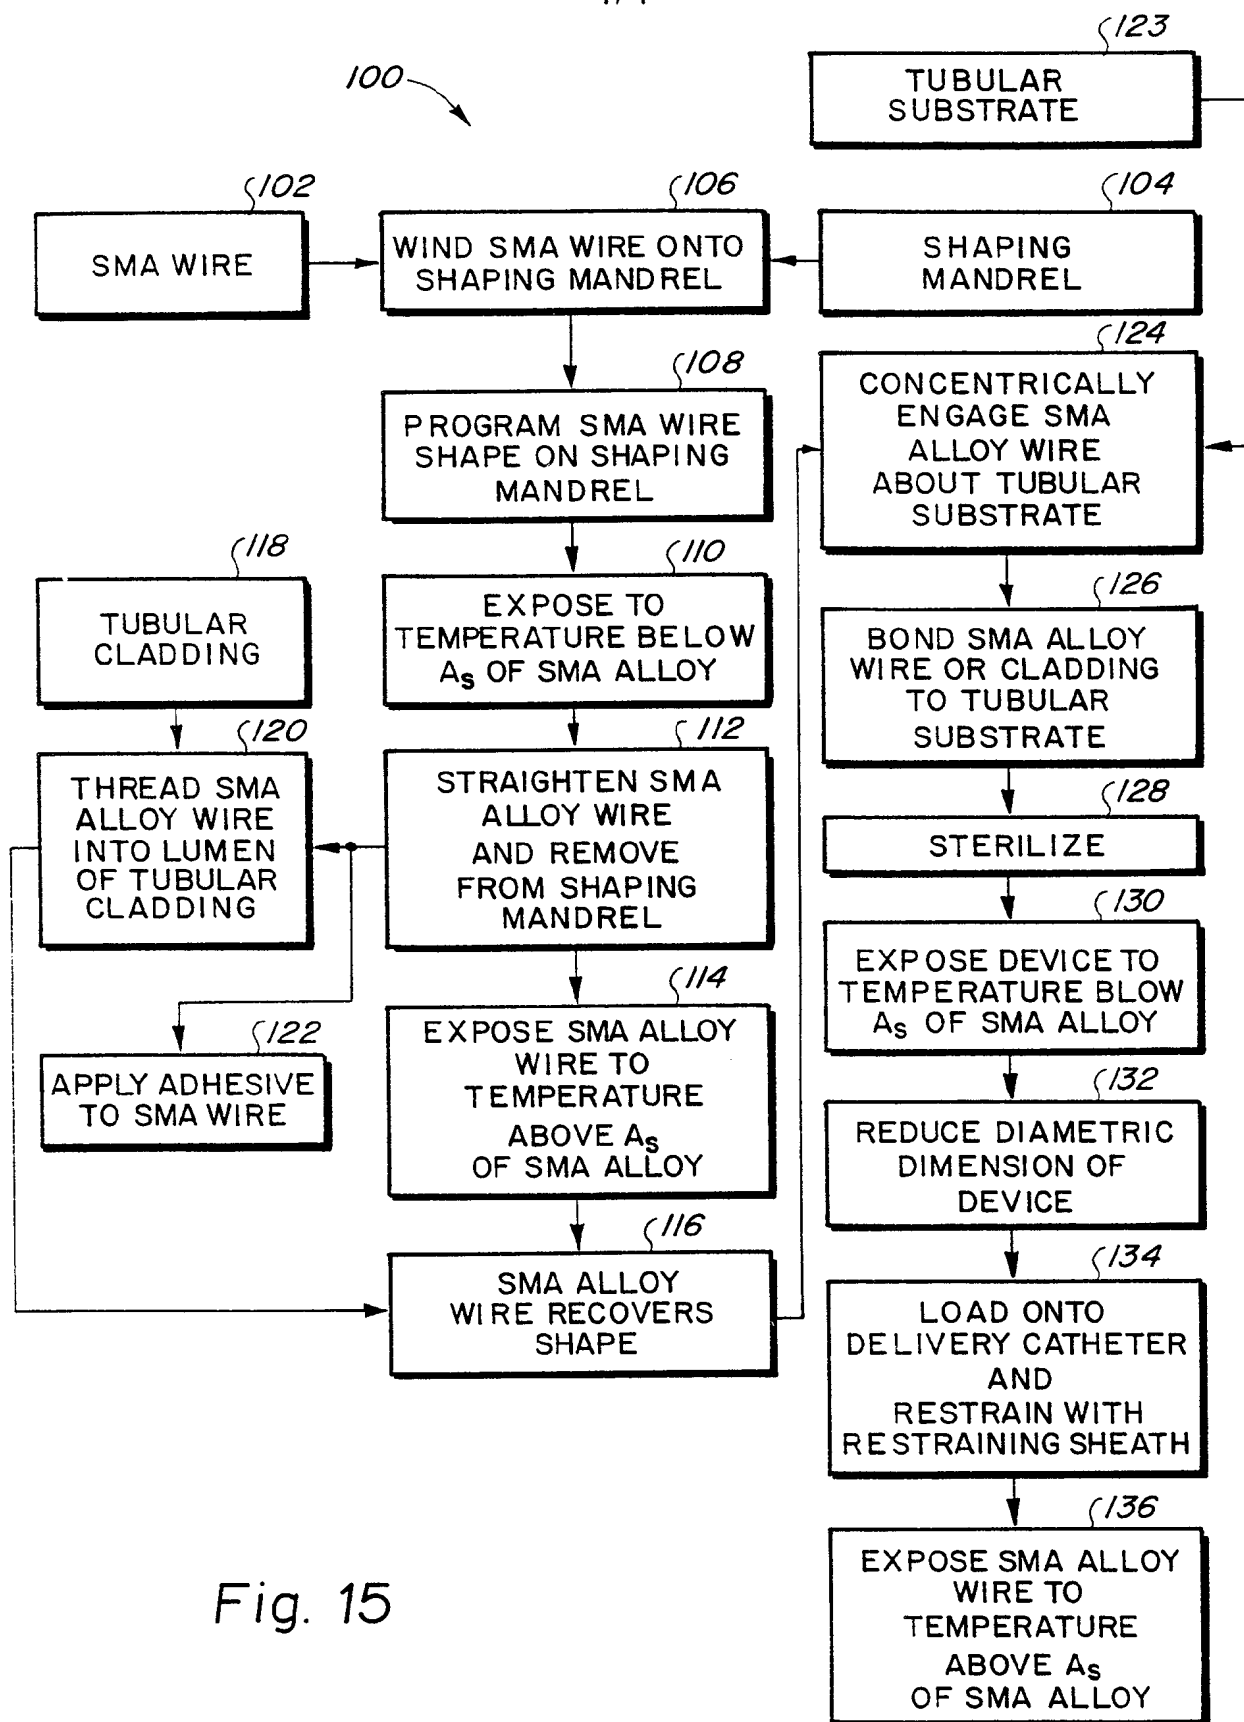 123
TUBULAR
SUBSTRATE
100
102
SMA WIRE
106
WIND SMA WIRE ONTO
SHAPING MANDREL
104
SHAPING
MANDREL
108
PROGRAM SMA WIRE
SHAPE ON SHAPING
MANDREL
110
EXPOSE TO
TEMPERATURE BELOW
As OF SMA ALLOY
118
TUBULAR
CLADDING
120
THREAD SMA
ALLOY WIRE
INTO LUMEN
OF TUBULAR
CLADDING
112
STRAIGHTEN SMA
ALLOY WIRE
AND REMOVE
FROM SHAPING
MANDREL
122
APPLY ADHESIVE
TO SMA WIRE
114
EXPOSE SMA ALLOY
WIRE TO
TEMPERATURE
ABOVE As
OF SMA ALLOY
116
SMA ALLOY
WIRE RECOVERS
SHAPE
124
CONCENTRICALLY
ENGAGE SMA
ALLOY WIRE
ABOUT TUBULAR
SUBSTRATE
126
BOND SMA ALLOY
WIRE OR CLADDING
TO TUBULAR
SUBSTRATE
128
STERILIZE
130
EXPOSE DEVICE TO
TEMPERATURE BLOW
As OF SMA ALLOY
132
REDUCE DIAMETRIC
DIMENSION OF
DEVICE
134
LOAD ONTO
DELIVERY CATHETER
AND
RESTRAIN WITH
RESTRAINING SHEATH
136
EXPOSE SMA ALLOY
WIRE TO
TEMPERATURE
ABOVE As
OF SMA ALLOY
Fig. 15